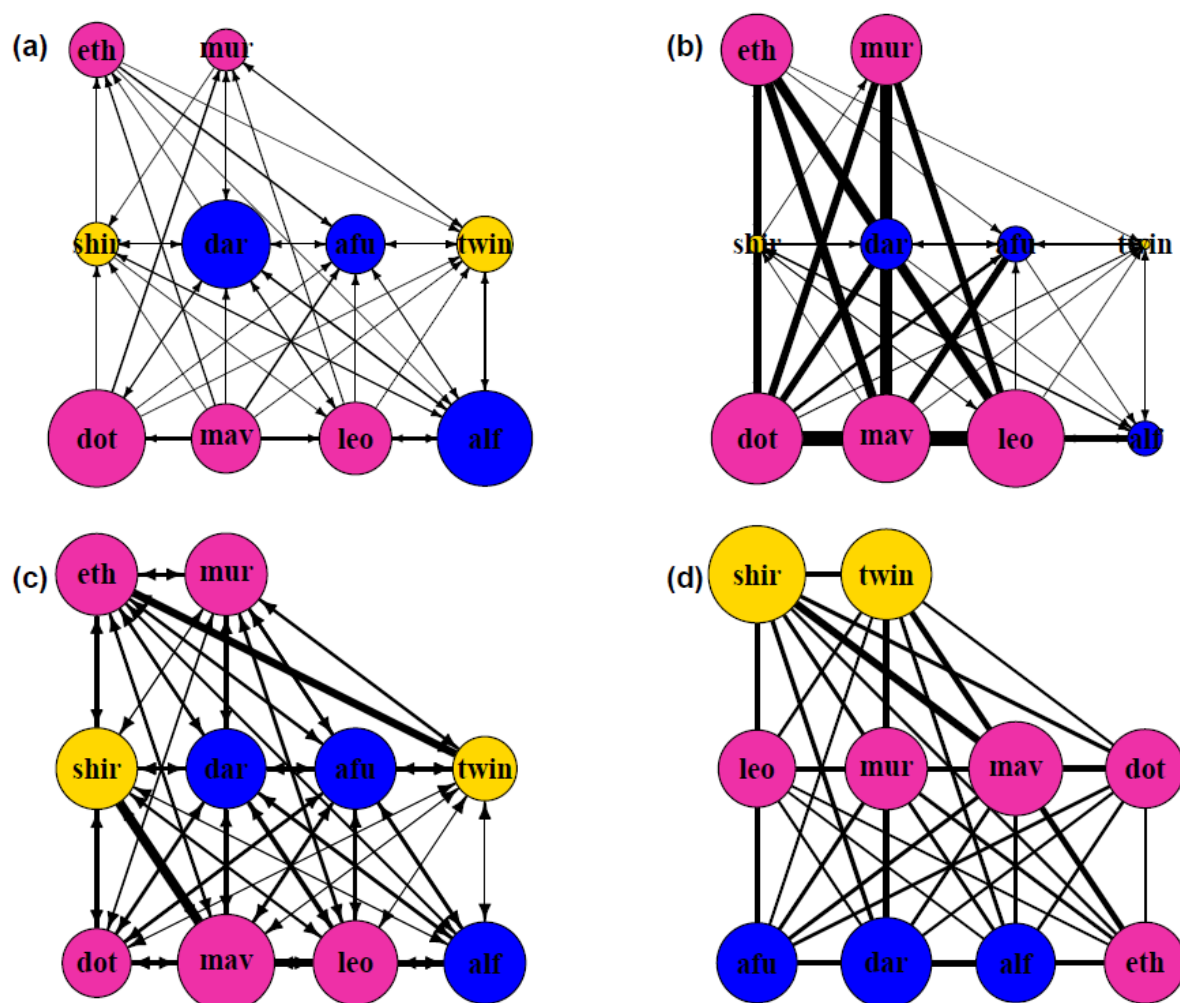 (a) eth mur
shir dar afu twin
dot mav leo alf
(b) eth mur
shir dar afu twin
dot mav leo alf
(c) eth mur
shir dar afu twin
dot mav leo alf
(d) shir twin
leo mur mav dot
afu dar alf eth